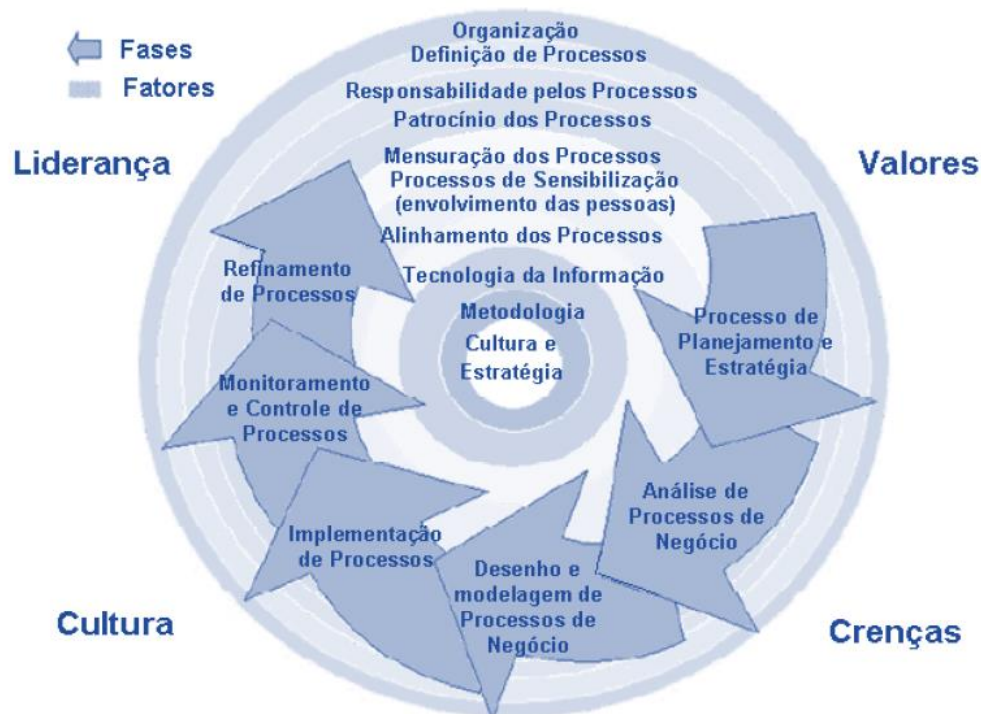 Fases
Fatores
Organização
Definição de Processos
Responsabilidade pelos Processos
Patrocínio dos Processos
Mensuração dos Processos
Processos de Sensibilização
(envolvimento das pessoas)
Alinhamento dos Processos
Tecnologia da Informação
Metodologia
Cultura e
Estratégia
Liderança
Valores
Cultura
Crenças
Processo de
Planejamento e
Estratégia
Análise de
Processos de
Negócio
Desenho e
modelagem de
Processos de
Negócio
Implementação
de Processos
Monitoramento
e Controle de
Processos
Refinamento
de Processos